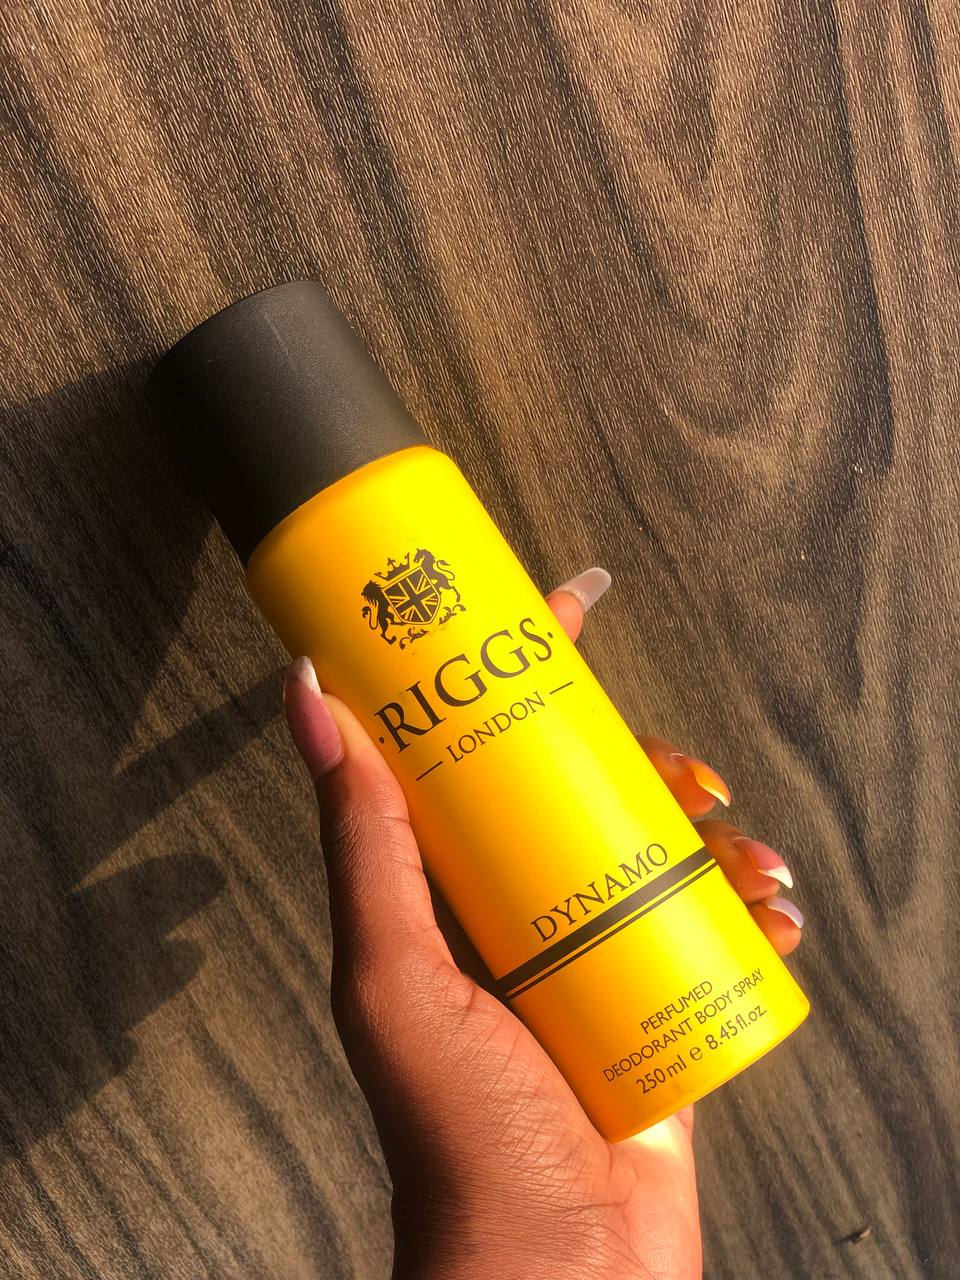 ·RIGGS·
— LONDON —
DYNAMO
PERFUMED
DEODORANT BODY SPRAY
250 ml e 8.45 fl.oz.